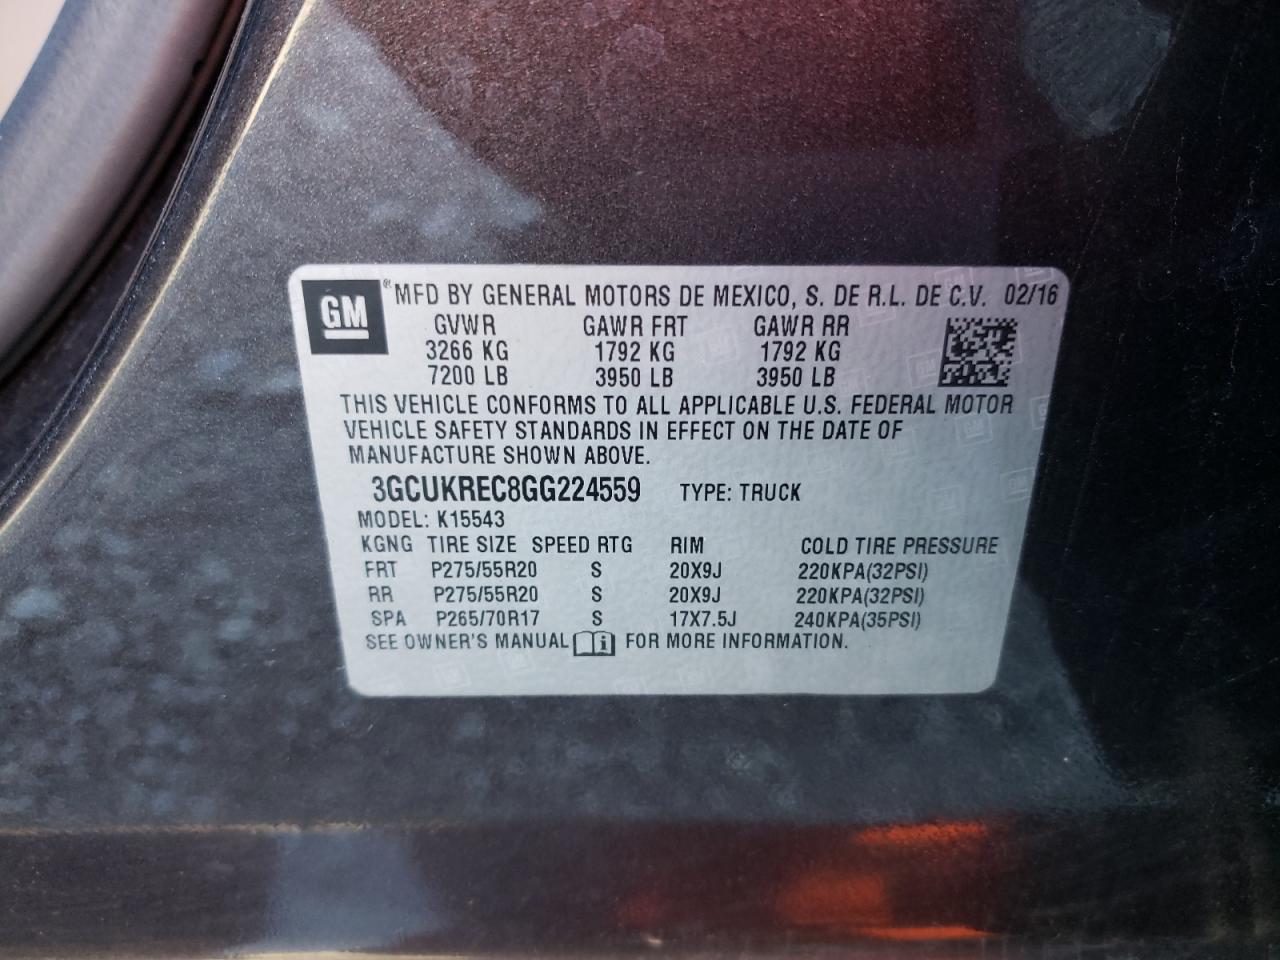 GM ® MFD BY GENERAL MOTORS DE MEXICO, S. DE R.L. DE C.V. 02/16
GVWR GAWR FRT GAWR RR
3266 KG 1792 KG 1792 KG
7200 LB 3950 LB 3950 LB
THIS VEHICLE CONFORMS TO ALL APPLICABLE U.S. FEDERAL MOTOR
VEHICLE SAFETY STANDARDS IN EFFECT ON THE DATE OF
MANUFACTURE SHOWN ABOVE.
3GCUKREC8GG224559 TYPE: TRUCK
MODEL: K15543
KGNG TIRE SIZE SPEED RTG RIM COLD TIRE PRESSURE
FRT P275/55R20 S 20X9J 220KPA(32PSI)
RR P275/55R20 S 20X9J 220KPA(32PSI)
SPA P265/70R17 S 17X7.5J 240KPA(35PSI)
SEE OWNER'S MANUAL i FOR MORE INFORMATION.